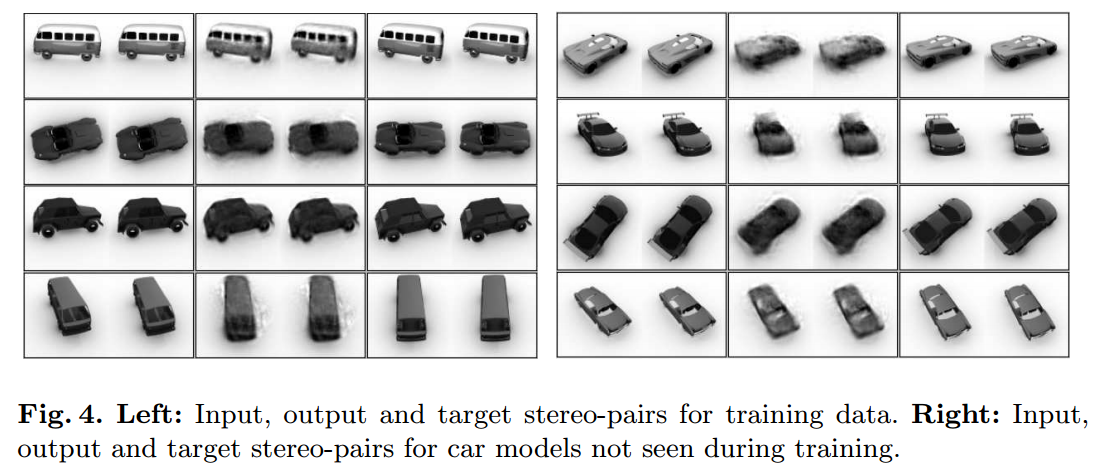 Fig. 4. Left: Input, output and target stereo-pairs for training data. Right: Input,
output and target stereo-pairs for car models not seen during training.